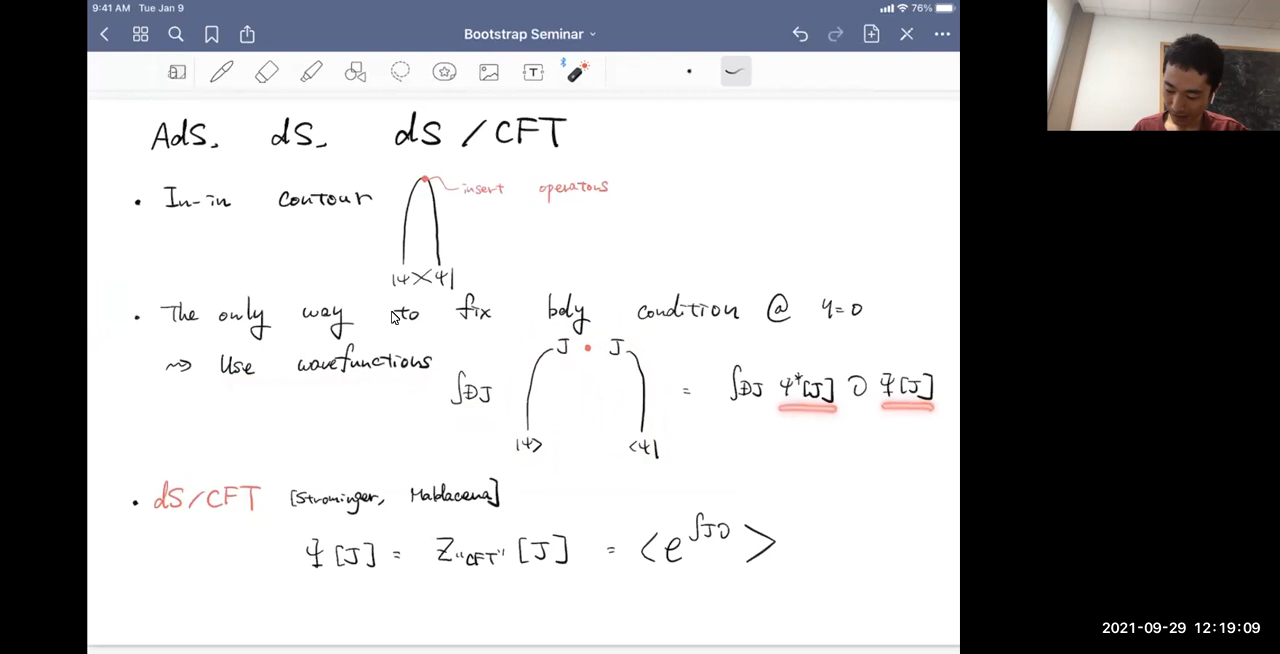 9:41 AM Tue Jan 9
76%
Bootstrap Seminar
T
AdS, dS, dS/CFT
• In-in contour
insert operators
|Ψ⟩⟨Ψ|
• The only way to fix bdy condition @ η=0
⇝ Use wavefunctions
J • J
∫DJ = ∫DJ Ψ*[J] O Ψ[J]
|Ψ⟩ ⟨Ψ|
• dS/CFT [Strominger, Maldacena]
Ψ[J] = Z"CFT"[J] = ⟨e^∫JO⟩
2021-09-29 12:19:09